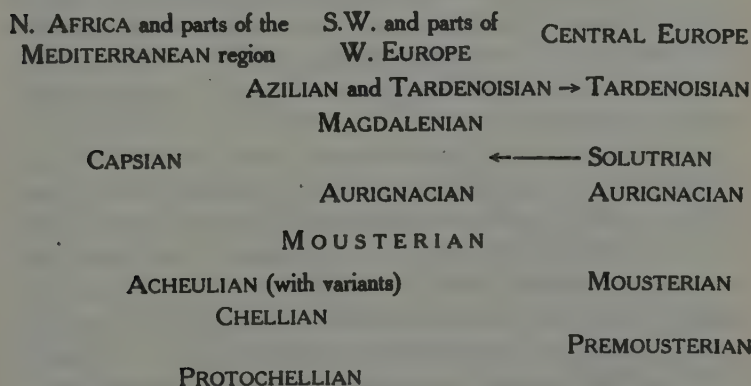 N. AFRICA and parts of the S.W. and parts of CENTRAL EUROPE
MEDITERRANEAN region W. EUROPE
AZILIAN and TARDENOISIAN → TARDENOISIAN
MAGDALENIAN
CAPSIAN ← SOLUTRIAN
AURIGNACIAN AURIGNACIAN
MOUSTERIAN
ACHEULIAN (with variants) MOUSTERIAN
CHELLIAN
PREMOUSTERIAN
PROTOCHELLIAN